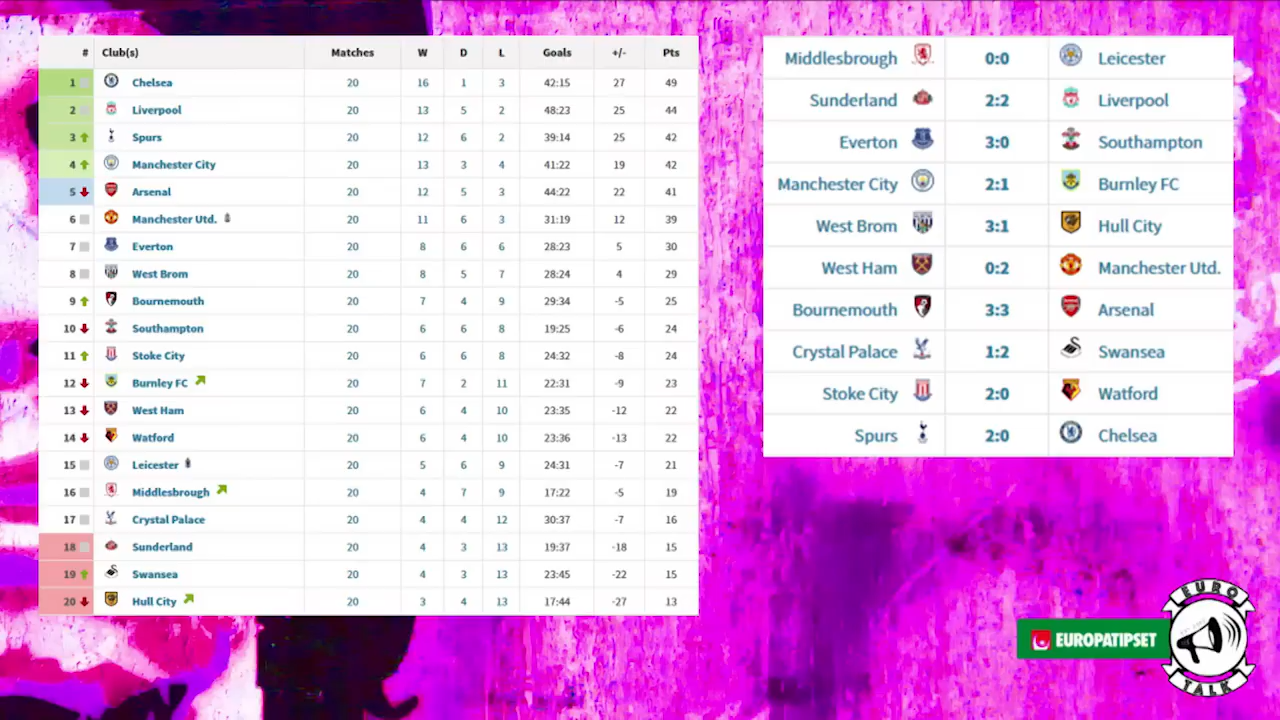 # Club(s) Matches W D L Goals +/- Pts
1 Chelsea 20 16 1 3 42:15 27 49
2 Liverpool 20 13 5 2 48:23 25 44
3 Spurs 20 12 6 2 39:14 25 42
4 Manchester City 20 13 3 4 41:22 19 42
5 Arsenal 20 12 5 3 44:22 22 41
6 Manchester Utd. 20 11 6 3 31:19 12 39
7 Everton 20 8 6 6 28:23 5 30
8 West Brom 20 8 5 7 28:24 4 29
9 Bournemouth 20 7 4 9 29:34 -5 25
10 Southampton 20 6 6 8 19:25 -6 24
11 Stoke City 20 6 6 8 24:32 -8 24
12 Burnley FC 20 7 2 11 22:31 -9 23
13 West Ham 20 6 4 10 23:35 -12 22
14 Watford 20 6 4 10 23:36 -13 22
15 Leicester 20 5 6 9 24:31 -7 21
16 Middlesbrough 20 4 7 9 17:22 -5 19
17 Crystal Palace 20 4 4 12 30:37 -7 16
18 Sunderland 20 4 3 13 19:37 -18 15
19 Swansea 20 4 3 13 23:45 -22 15
20 Hull City 20 3 4 13 17:44 -27 13
Middlesbrough 0:0 Leicester
Sunderland 2:2 Liverpool
Everton 3:0 Southampton
Manchester City 2:1 Burnley FC
West Brom 3:1 Hull City
West Ham 0:2 Manchester Utd.
Bournemouth 3:3 Arsenal
Crystal Palace 1:2 Swansea
Stoke City 2:0 Watford
Spurs 2:0 Chelsea
EUROPATIPSET
EURO
TALK